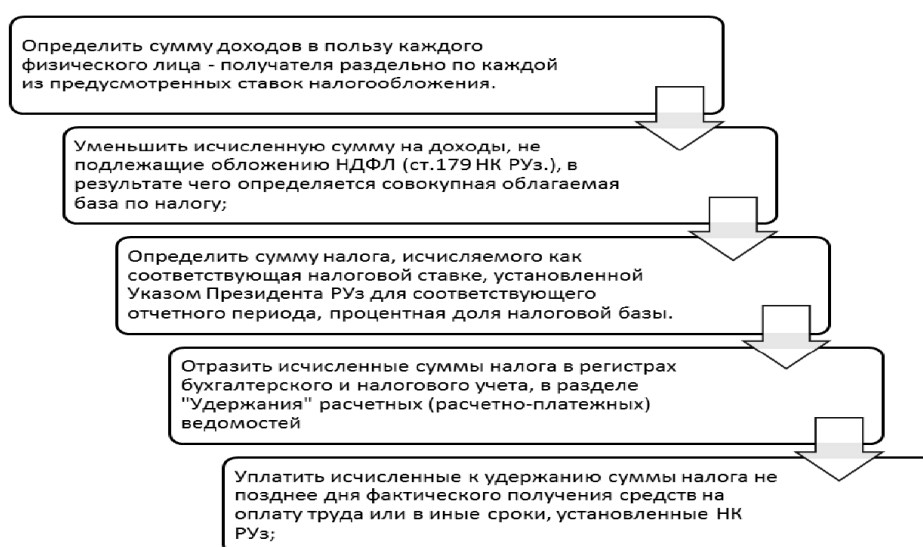 Определить сумму доходов в пользу каждого
физического лица - получателя раздельно по каждой
из предусмотренных ставок налогообложения.
Уменьшить исчисленную сумму на доходы, не
подлежащие обложению НДФЛ (ст.179 НК РУз.), в
результате чего определяется совокупная облагаемая
база по налогу;
Определить сумму налога, исчисляемого как
соответствующая налоговой ставке, установленной
Указом Президента РУз для соответствующего
отчетного периода, процентная доля налоговой базы.
Отразить исчисленные суммы налога в регистрах
бухгалтерского и налогового учета, в разделе
"Удержания" расчетных (расчетно-платежных)
ведомостей
Уплатить исчисленные к удержанию суммы налога не
позднее дня фактического получения средств на
оплату труда или в иные сроки, установленные НК
РУз;